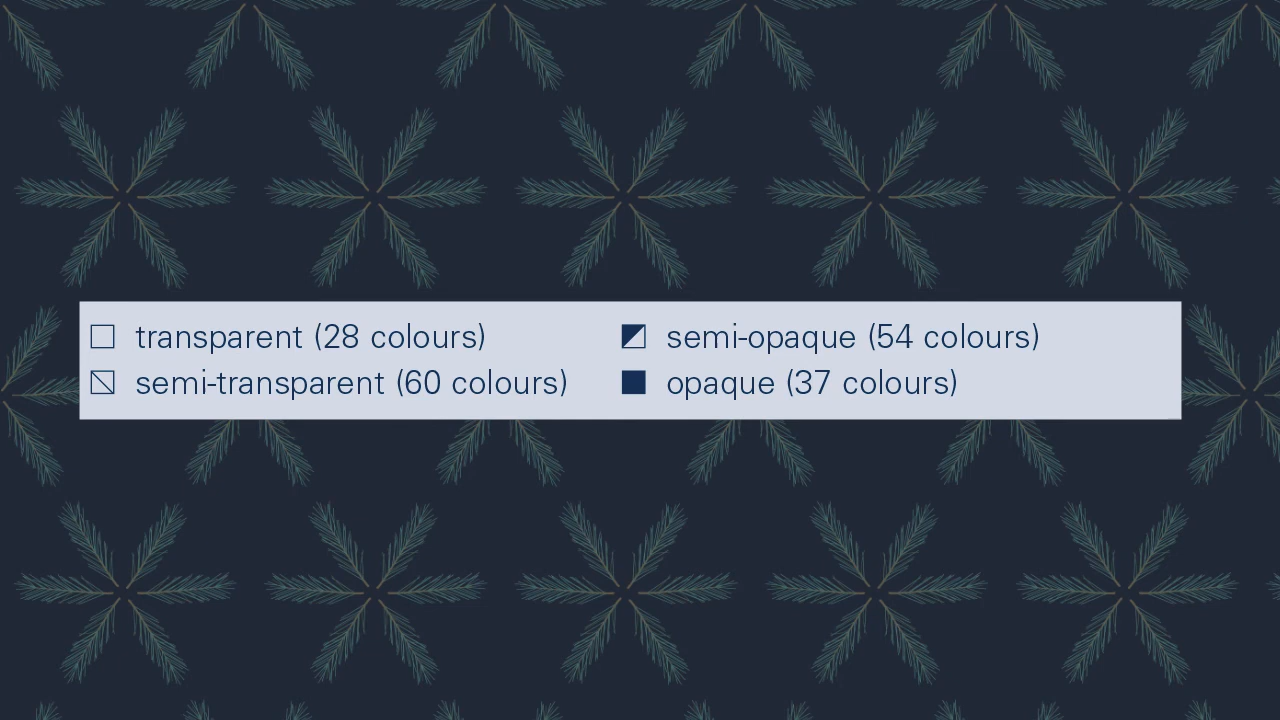 transparent (28 colours)
semi-transparent (60 colours)
semi-opaque (54 colours)
opaque (37 colours)